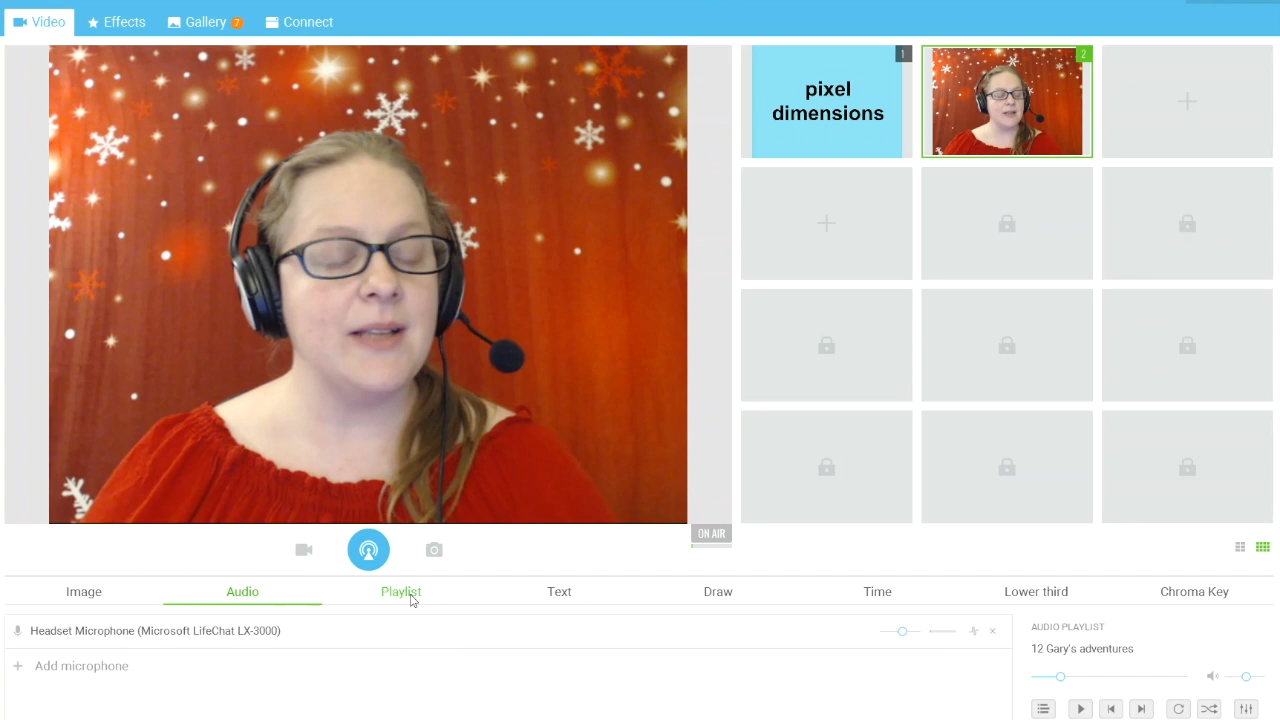 Video
Effects
Gallery 7
Connect
1
pixel
dimensions
2
ON AIR
Image
Audio
Playlist
Text
Draw
Time
Lower third
Chroma Key
Headset Microphone (Microsoft LifeChat LX-3000)
Add microphone
AUDIO PLAYLIST
12 Gary's adventures